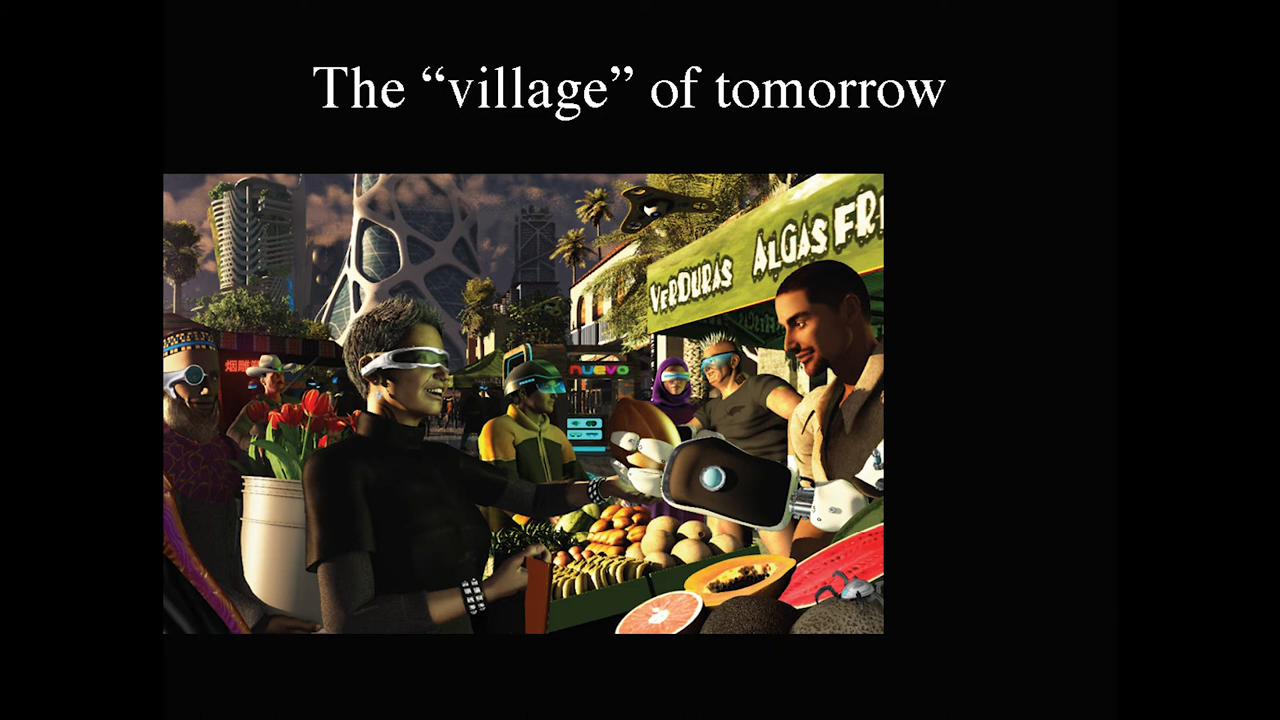 The “village” of tomorrow
VERDURAS ALGAS FR
nuevo